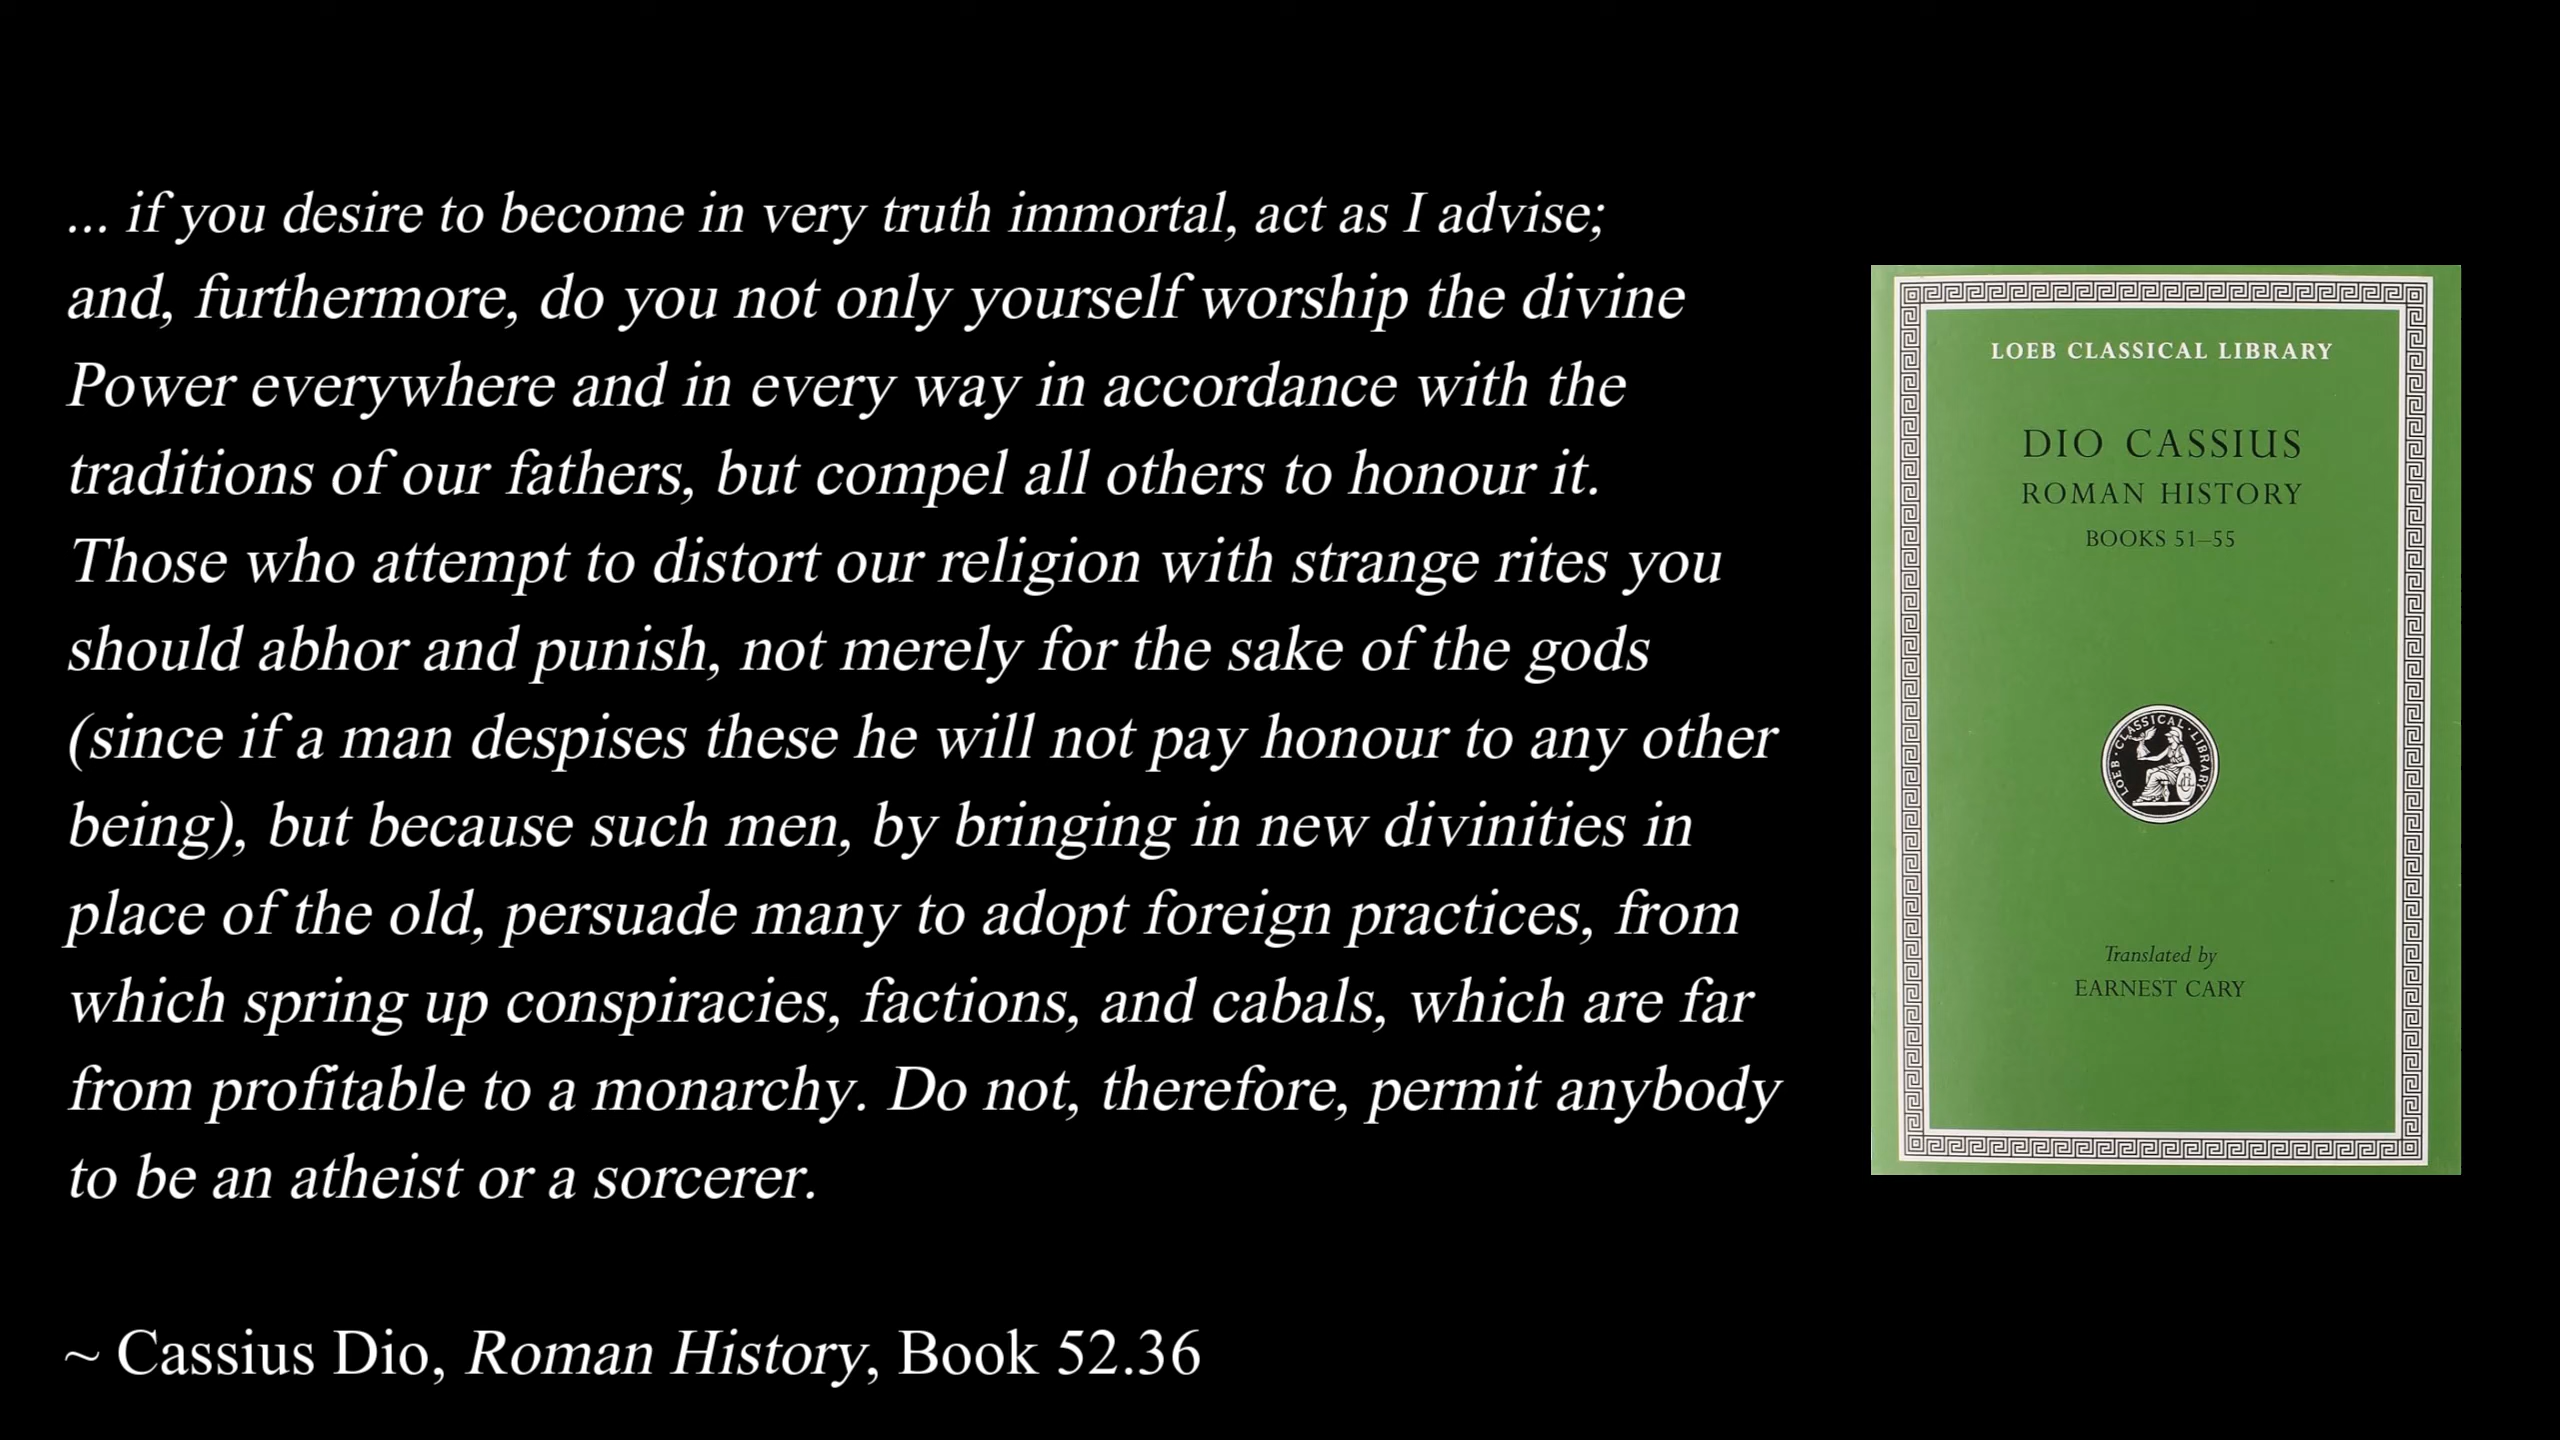 ... if you desire to become in very truth immortal, act as I advise;
and, furthermore, do you not only yourself worship the divine
Power everywhere and in every way in accordance with the
traditions of our fathers, but compel all others to honour it.
Those who attempt to distort our religion with strange rites you
should abhor and punish, not merely for the sake of the gods
(since if a man despises these he will not pay honour to any other
being), but because such men, by bringing in new divinities in
place of the old, persuade many to adopt foreign practices, from
which spring up conspiracies, factions, and cabals, which are far
from profitable to a monarchy. Do not, therefore, permit anybody
to be an atheist or a sorcerer.
~ Cassius Dio, Roman History, Book 52.36
LOEB CLASSICAL LIBRARY
DIO CASSIUS
ROMAN HISTORY
BOOKS 51–55
LOEB · CLASSICAL · LIBRARY
Translated by
EARNEST CARY